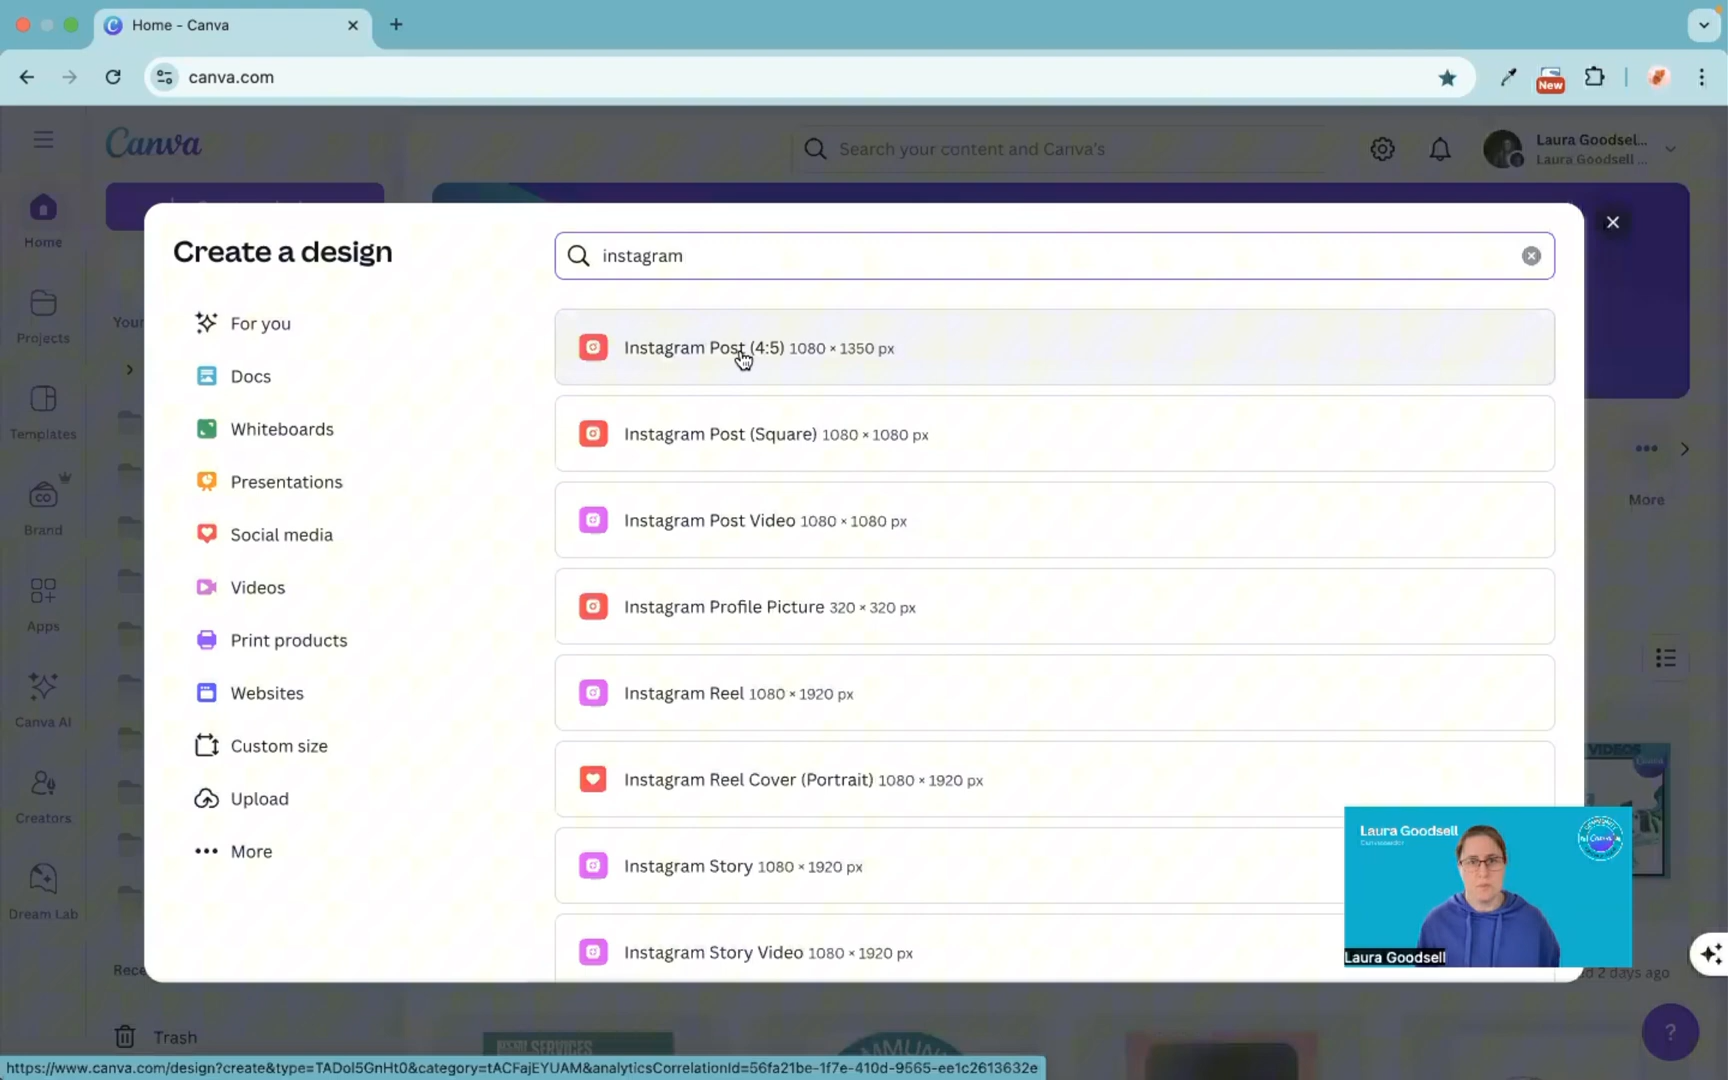 Home - Canva
canva.com
New
Canva
Search your content and Canva's
Laura Goodsel...
Laura Goodsell ...
Home
Projects
Templates
Brand
Apps
Canva AI
Creators
Dream Lab
Your
More
Create a design
For you
Docs
Whiteboards
Presentations
Social media
Videos
Print products
Websites
Custom size
Upload
More
instagram
Instagram Post (4:5) 1080 × 1350 px
Instagram Post (Square) 1080 × 1080 px
Instagram Post Video 1080 × 1080 px
Instagram Profile Picture 320 × 320 px
Instagram Reel 1080 × 1920 px
Instagram Reel Cover (Portrait) 1080 × 1920 px
Instagram Story 1080 × 1920 px
Instagram Story Video 1080 × 1920 px
VIDEOS
Laura Goodsell
Canva
Laura Goodsell
2 days ago
Rece
Trash
SERVICES
?
https://www.canva.com/design?create&type=TADol5GnHt0&category=tACFajEYUAM&analyticsCorrelationId=56fa21be-1f7e-410d-9565-ee1c2613632e